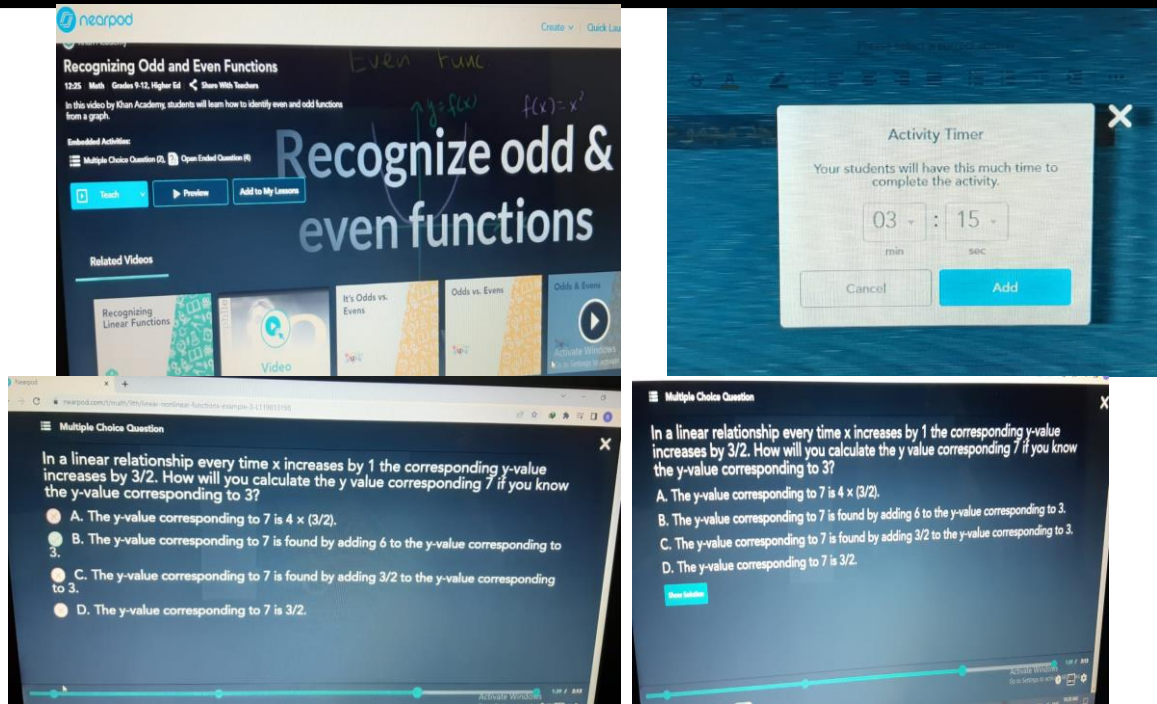 nearpod
Create
Quick Lau
Recognizing Odd and Even Functions
12:25 Math Grades 9-12, Higher Ed Share With Teachers
In this video by Khan Academy, students will learn how to identify even and odd functions
from a graph.
Embedded Activities:
Multiple Choice Question (2), Open Ended Question (4)
Teach
Preview
Add to My Lessons
Even Func
y=f(x)
f(x)=x²
Recognize odd &
even functions
Related Videos
Recognizing
Linear Functions
Video
It's Odds vs.
Evens
Odds vs. Evens
Odds & Evens
Activate Windows
Activity Timer
Your students will have this much time to
complete the activity.
03 : 15
min sec
Cancel
Add
Nearpod
Multiple Choice Question
In a linear relationship every time x increases by 1 the corresponding y-value
increases by 3/2. How will you calculate the y value corresponding 7 if you know
the y-value corresponding to 3?
A. The y-value corresponding to 7 is 4 x (3/2).
B. The y-value corresponding to 7 is found by adding 6 to the y-value corresponding to
3.
C. The y-value corresponding to 7 is found by adding 3/2 to the y-value corresponding
to 3.
D. The y-value corresponding to 7 is 3/2.
Activate Windows
Multiple Choice Question
In a linear relationship every time x increases by 1 the corresponding y-value
increases by 3/2. How will you calculate the y value corresponding 7 if you know
the y-value corresponding to 3?
A. The y-value corresponding to 7 is 4 x (3/2).
B. The y-value corresponding to 7 is found by adding 6 to the y-value corresponding to 3.
C. The y-value corresponding to 7 is found by adding 3/2 to the y-value corresponding to 3.
D. The y-value corresponding to 7 is 3/2.
Show Solution
Activate Windows